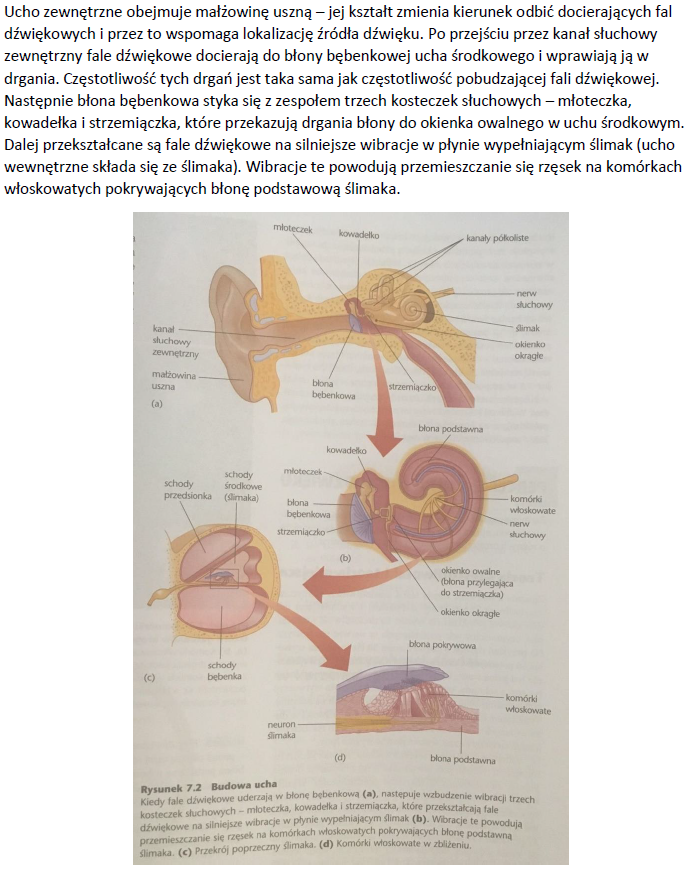 Ucho zewnętrzne obejmuje małżowinę uszną – jej kształt zmienia kierunek odbić docierających fal
dźwiękowych i przez to wspomaga lokalizację źródła dźwięku. Po przejściu przez kanał słuchowy
zewnętrzny fale dźwiękowe docierają do błony bębenkowej ucha środkowego i wprawiają ją w
drgania. Częstotliwość tych drgań jest taka sama jak częstotliwość pobudzającej fali dźwiękowej.
Następnie błona bębenkowa styka się z zespołem trzech kosteczek słuchowych – młoteczka,
kowadełka i strzemiączka, które przekazują drgania błony do okienka owalnego w uchu środkowym.
Dalej przekształcane są fale dźwiękowe na silniejsze wibracje w płynie wypełniającym ślimak (ucho
wewnętrzne składa się ze ślimaka). Wibracje te powodują przemieszczanie się rzęsek na komórkach
włoskowatych pokrywających błonę podstawową ślimaka.
młoteczek
kowadełko
kanały półkoliste
nerw
słuchowy
ślimak
okienko
okrągłe
kanał
słuchowy
zewnętrzny
małżowina
uszna
błona
bębenkowa
strzemiączko
(a)
błona podstawna
kowadełko
młoteczek
błona
bębenkowa
strzemiączko
komórki
włoskowate
nerw
słuchowy
(b)
okienko owalne
(błona przylegająca
do strzemiączka)
okienko okrągłe
schody
przedsionka
schody
środkowe
(ślimaka)
schody
bębenka
(c)
błona pokrywowa
komórki
włoskowate
neuron
ślimaka
błona podstawna
(d)
Rysunek 7.2 Budowa ucha
Kiedy fale dźwiękowe uderzają w błonę bębenkową (a), następuje wzbudzenie wibracji trzech
kosteczek słuchowych – młoteczka, kowadełka i strzemiączka, które przekształcają fale
dźwiękowe na silniejsze wibracje w płynie wypełniającym ślimak (b). Wibracje te powodują
przemieszczanie się rzęsek na komórkach włoskowatych pokrywających błonę podstawną
ślimaka. (c) Przekrój poprzeczny ślimaka. (d) Komórki włoskowate w zbliżeniu.